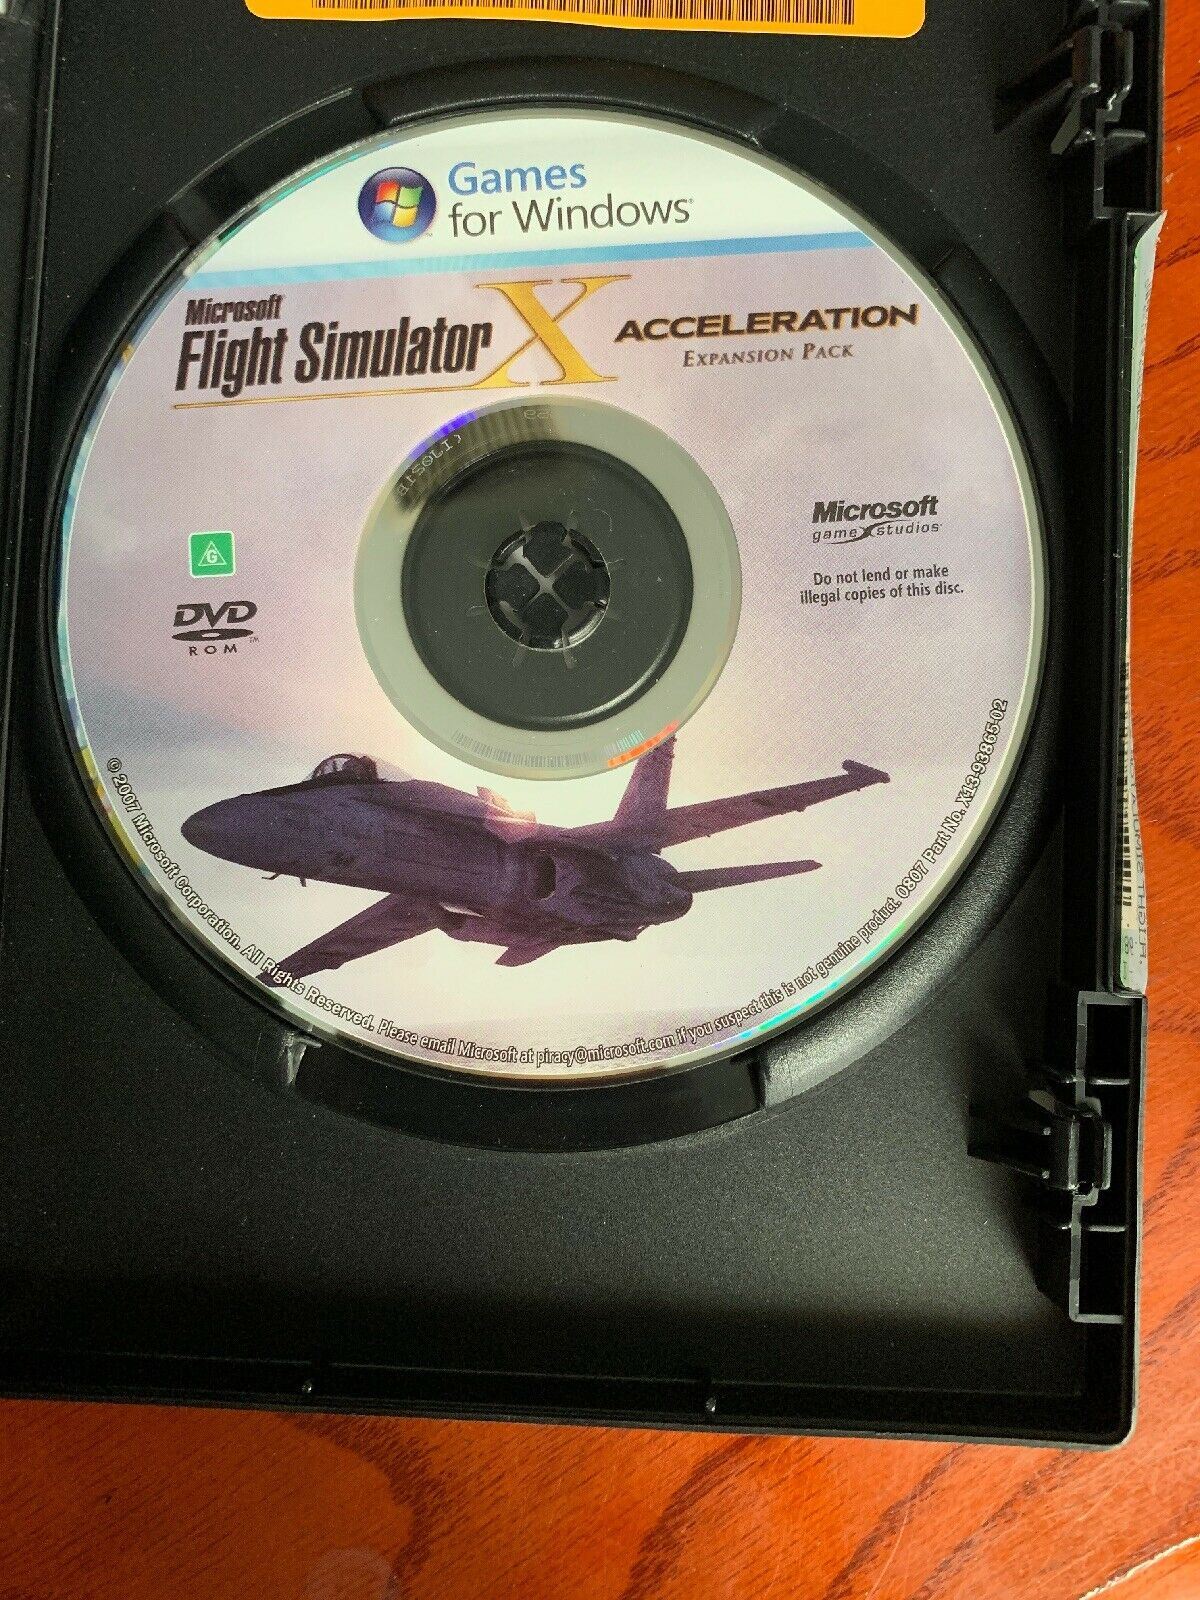 Games
for Windows®
Microsoft
Flight Simulator X
ACCELERATION
EXPANSION PACK
Microsoft
game studios
Do not lend or make
illegal copies of this disc.
G
DVD
ROM™
© 2007 Microsoft Corporation. All Rights Reserved. Please email Microsoft at piracy@microsoft.com if you suspect this is not genuine product. 0807 Part No. X13-93865-02